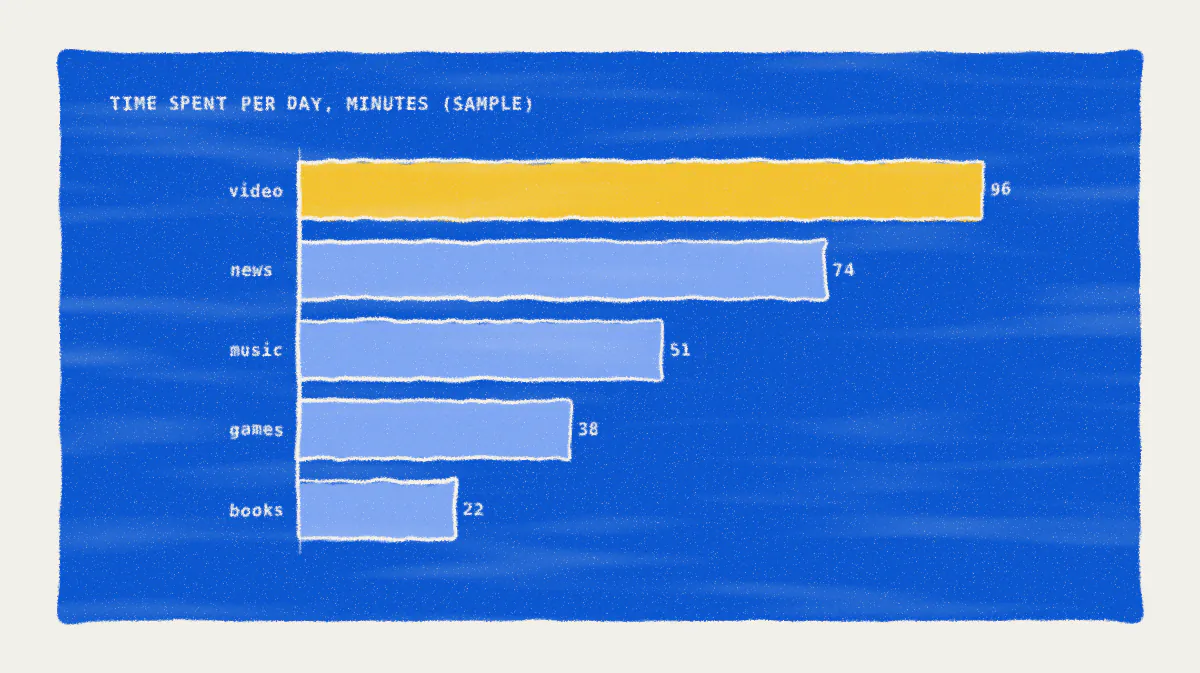 TIME SPENT PER DAY, MINUTES (SAMPLE)
video 96
news 74
music 51
games 38
books 22